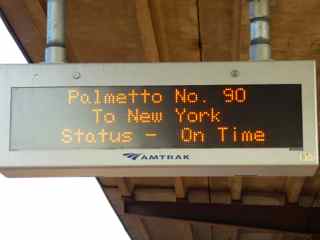 Palmetto No. 90
To New York
Status - On Time
AMTRAK